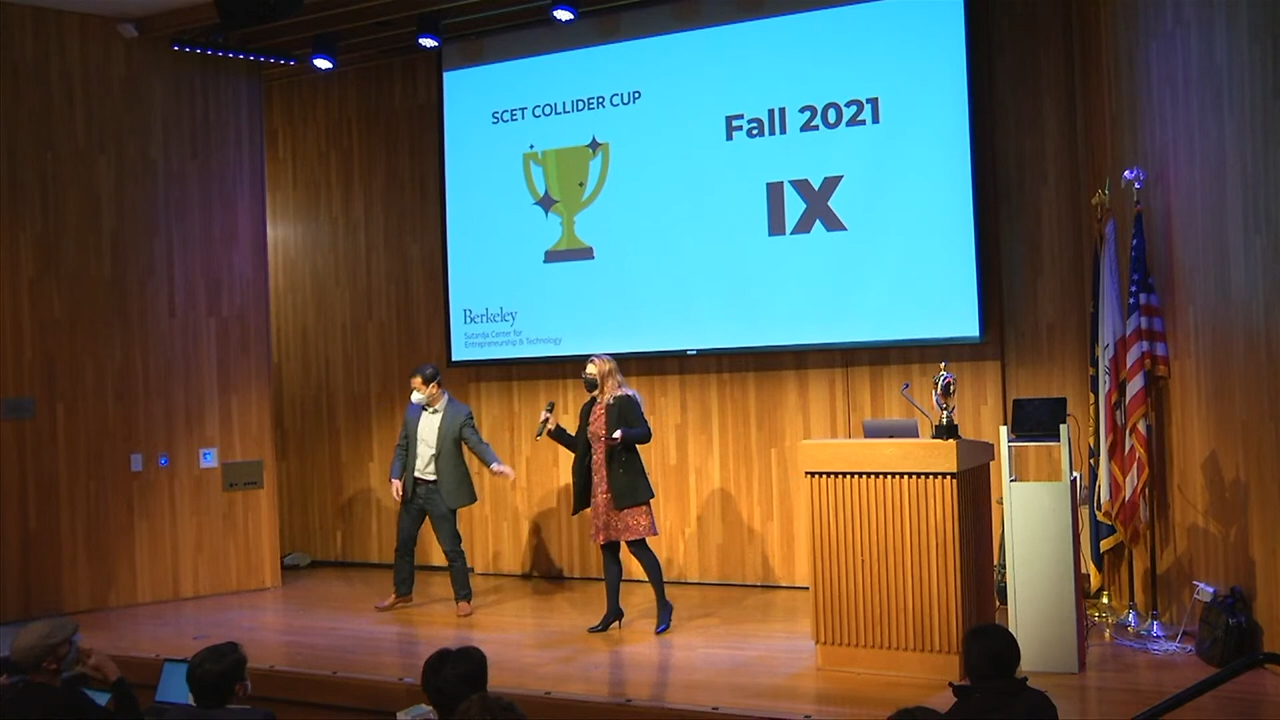 SCET COLLIDER CUP
Fall 2021
IX
Berkeley
Sutardja Center for
Entrepreneurship & Technology